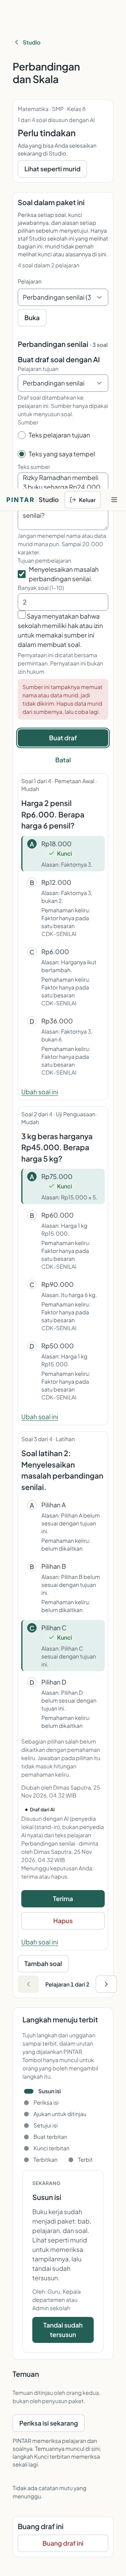 Studio
Perbandingan
dan Skala
Matematika · SMP · Kelas 8
1 dari 4 soal disusun dengan AI
Perlu tindakan
Ada yang bisa Anda selesaikan
sekarang di Studio.
Lihat seperti murid
Soal dalam paket ini
Periksa setiap soal, kunci
jawabannya, dan alasan setiap
pilihan sebelum menyetujui. Hanya
staf Studio sekolah ini yang melihat
bagian ini; murid tidak pernah
melihat kunci atau alasannya di sini.
4 soal dalam 2 pelajaran
Pelajaran
Perbandingan senilai (3
Buka
Perbandingan senilai · 3 soal
Buat draf soal dengan AI
Pelajaran tujuan
Perbandingan senilai
Draf soal ditambahkan ke
pelajaran ini. Sumber hanya dipakai
untuk menyusun soal.
Sumber
Teks pelajaran tujuan
Teks yang saya tempel
Teks sumber
Rizky Ramadhan membeli
3 buku seharga Rp24.000.
PINTAR Studio
Keluar
senilai?
Jangan menempel nama atau data
murid mana pun. Sampai 20.000
karakter.
Tujuan pembelajaran
Menyelesaikan masalah
perbandingan senilai.
Banyak soal (1–10)
2
Saya menyatakan bahwa
sekolah memiliki hak atau izin
untuk memakai sumber ini
dalam membuat soal.
Pernyataan ini dicatat bersama
permintaan. Pernyataan ini bukan
izin hukum.
Sumber ini tampaknya memuat
nama atau data murid, jadi
tidak dikirim. Hapus data murid
dari sumbernya, lalu coba lagi.
Buat draf
Batal
Soal 1 dari 4 · Pemetaan Awal ·
Mudah
Harga 2 pensil
Rp6.000. Berapa
harga 6 pensil?
A Rp18.000
Kunci
Alasan: Faktornya 3.
B Rp12.000
Alasan: Faktornya 3,
bukan 2.
Pemahaman keliru:
Faktor hanya pada
satu besaran
CDK-SENILAI
C Rp6.000
Alasan: Harganya ikut
bertambah.
Pemahaman keliru:
Faktor hanya pada
satu besaran
CDK-SENILAI
D Rp36.000
Alasan: Faktornya 3,
bukan 6.
Pemahaman keliru:
Faktor hanya pada
satu besaran
CDK-SENILAI
Ubah soal ini
Soal 2 dari 4 · Uji Penguasaan ·
Mudah
3 kg beras harganya
Rp45.000. Berapa
harga 5 kg?
A Rp75.000
Kunci
Alasan: Rp15.000 x 5.
B Rp60.000
Alasan: Harga 1 kg
Rp15.000.
Pemahaman keliru:
Faktor hanya pada
satu besaran
CDK-SENILAI
C Rp90.000
Alasan: Itu harga 6 kg.
Pemahaman keliru:
Faktor hanya pada
satu besaran
CDK-SENILAI
D Rp50.000
Alasan: Harga 1 kg
Rp15.000.
Pemahaman keliru:
Faktor hanya pada
satu besaran
CDK-SENILAI
Ubah soal ini
Soal 3 dari 4 · Latihan
Soal latihan 2:
Menyelesaikan
masalah perbandingan
senilai.
A Pilihan A
Alasan: Pilihan A belum
sesuai dengan tujuan
ini.
Pemahaman keliru
belum dikaitkan
B Pilihan B
Alasan: Pilihan B belum
sesuai dengan tujuan
ini.
Pemahaman keliru
belum dikaitkan
C Pilihan C
Kunci
Alasan: Pilihan C
sesuai dengan tujuan
ini.
D Pilihan D
Alasan: Pilihan D
belum sesuai dengan
tujuan ini.
Pemahaman keliru
belum dikaitkan
Sebagian pilihan salah belum
dikaitkan dengan pemahaman
keliru. Jawaban pada pilihan itu
tidak masuk hitungan
pemahaman keliru.
Diubah oleh Dimas Saputra, 25
Nov 2026, 04.32 WIB
Draf dari AI
Disusun dengan AI (penyedia
lokal (stand-in), bukan penyedia
AI nyata) dari teks pelajaran
Perbandingan senilai · diminta
oleh Dimas Saputra, 25 Nov
2026, 04.32 WIB
Menunggu keputusan Anda:
terima atau hapus.
Terima
Hapus
Ubah soal ini
Tambah soal
Pelajaran 1 dari 2
Langkah menuju terbit
Tujuh langkah dari unggahan
sampai terbit, dalam urutan
yang dijalankan PINTAR.
Tombol hanya muncul untuk
orang yang boleh mengambil
langkah itu.
Susun isi
Periksa isi
Ajukan untuk ditinjau
Setujui isi
Buat terbitan
Kunci terbitan
Terbitkan
Terbit
SEKARANG
Susun isi
Buku kerja sudah
menjadi paket: bab,
pelajaran, dan soal.
Lihat seperti murid
untuk memeriksa
tampilannya, lalu
tandai sudah
tersusun.
Oleh: Guru, Kepala
departemen atau
Admin sekolah
Tandai sudah
tersusun
Temuan
Temuan ditinjau oleh orang kedua,
bukan oleh penyusun paket.
Periksa isi sekarang
PINTAR memeriksa pelajaran dan
soalnya. Temuannya muncul di sini;
langkah Kunci terbitan memeriksa
sekali lagi.
Tidak ada catatan mutu yang
menunggu.
Buang draf ini
Buang draf ini